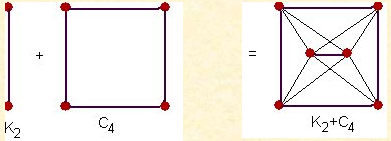 +
=
K₂
C₄
K₂+C₄